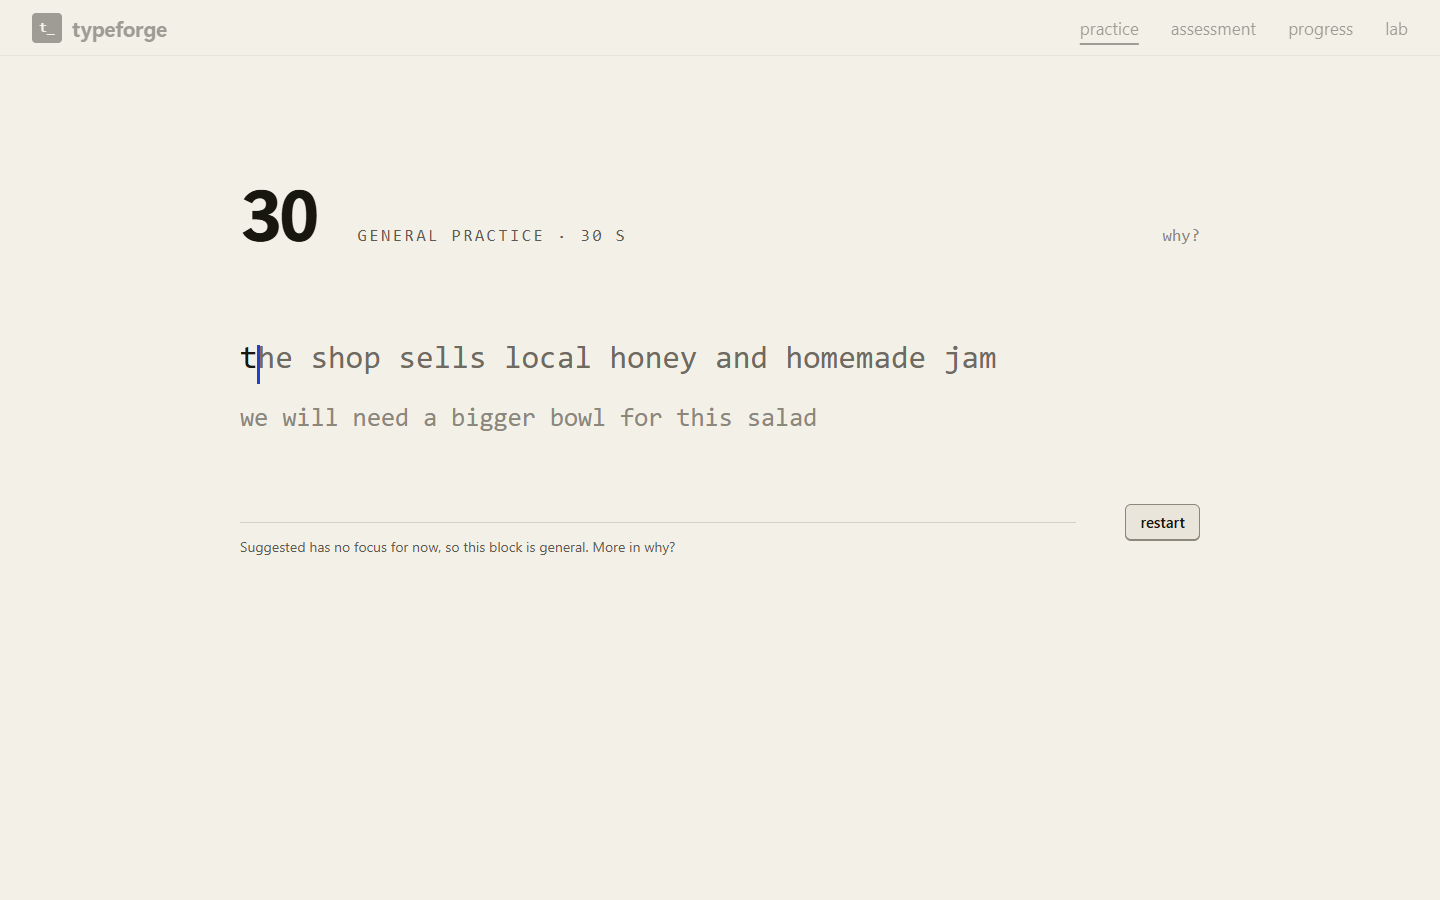 t_ typeforge practice assessment progress lab
30 GENERAL PRACTICE · 30 S why?
the shop sells local honey and homemade jam
we will need a bigger bowl for this salad
restart
Suggested has no focus for now, so this block is general. More in why?